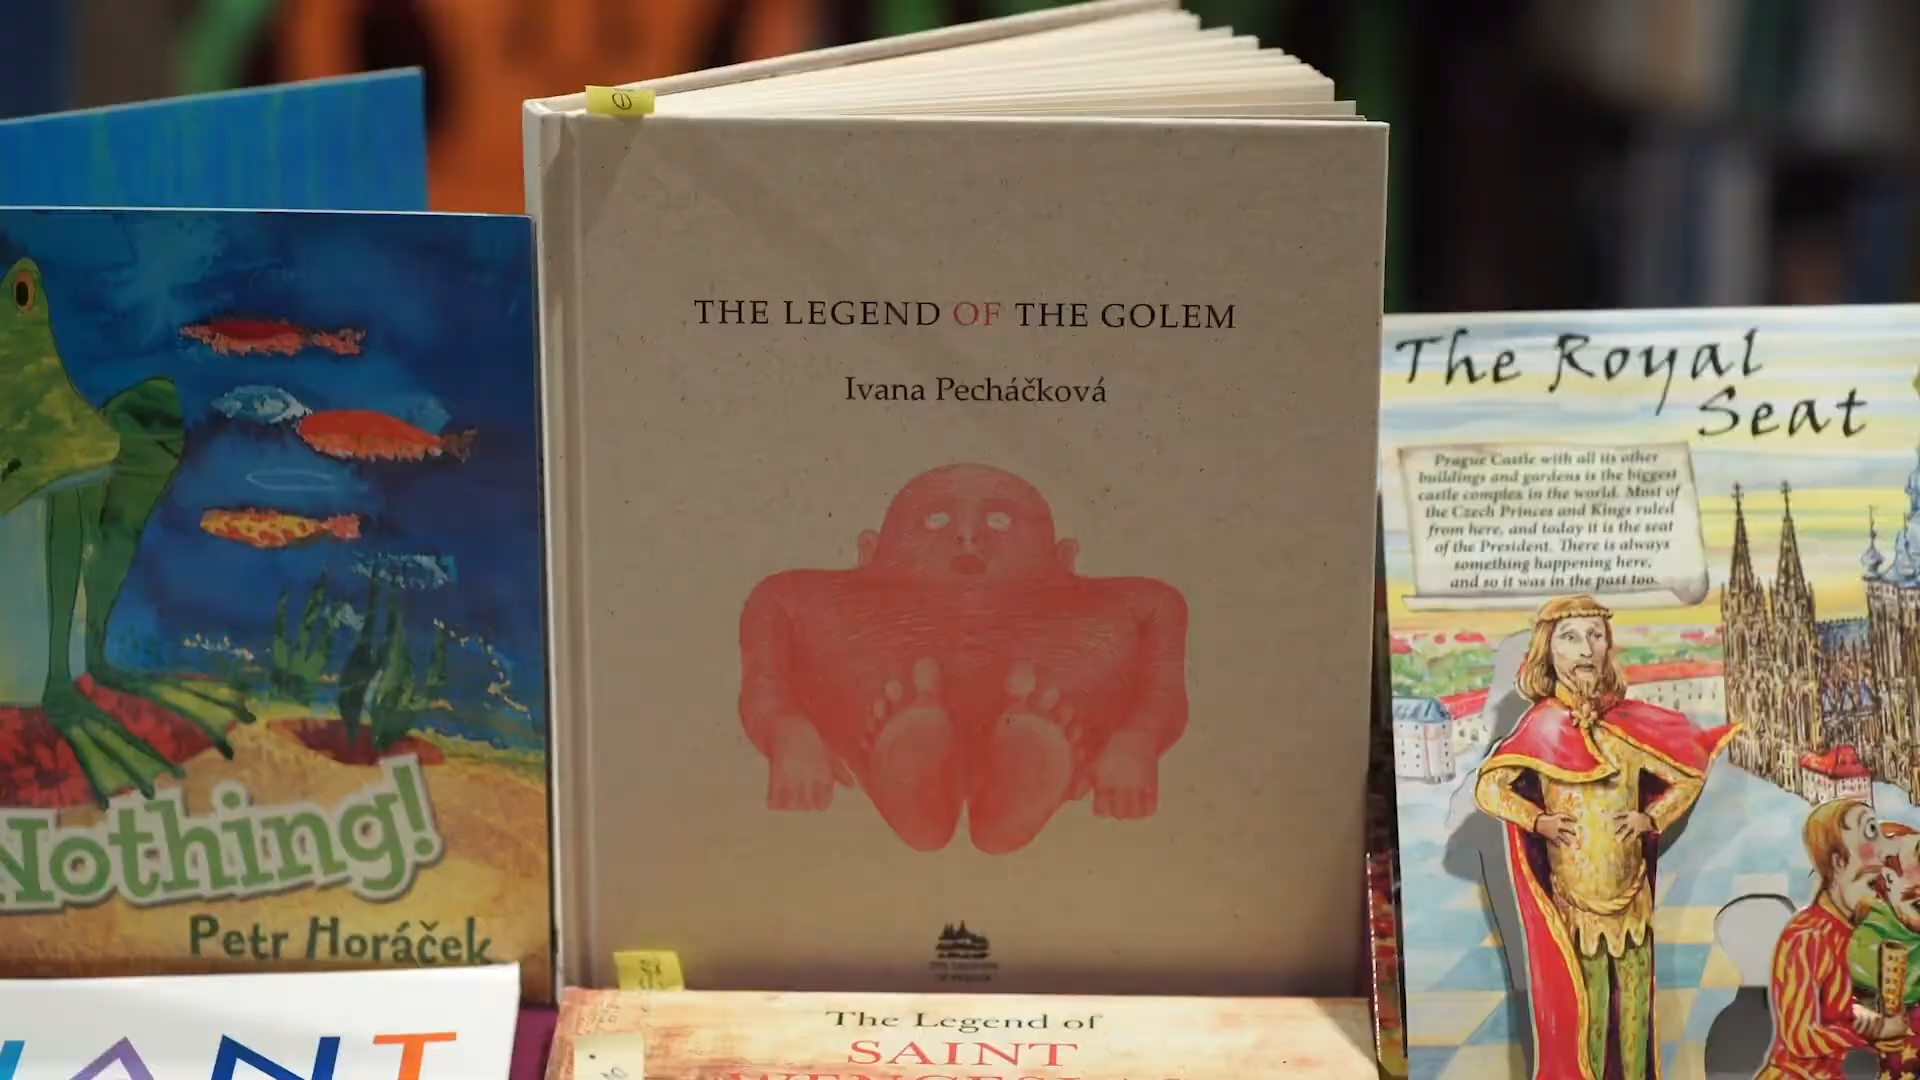 THE LEGEND OF THE GOLEM
Ivana Pecháčková
Nothing!
Petr Horáček
The Royal
Seat
Prague Castle with all its other
buildings and gardens is the biggest
castle complex in the world. Most of
the Czech Princes and Kings ruled
from here, and today it is the seat
of the President. There is always
something happening here,
and so it was in the past too.
The Legend of
SAINT